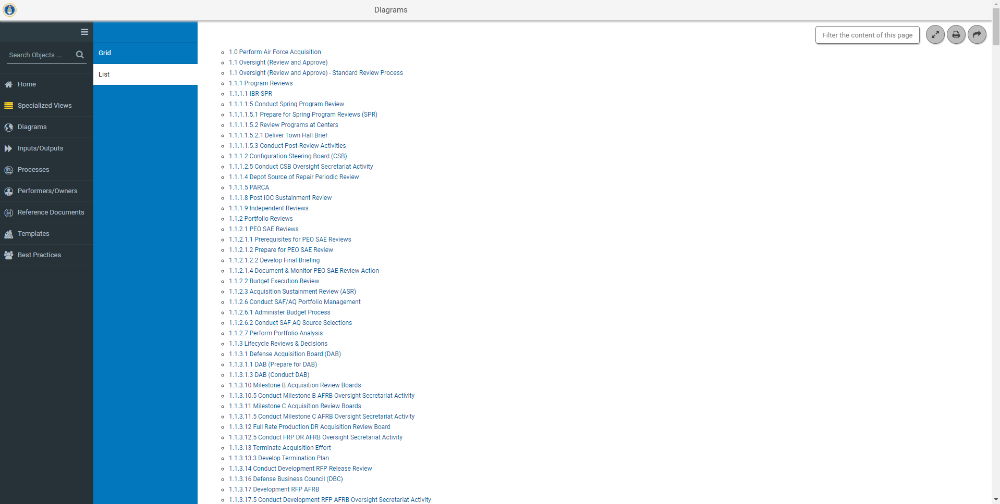 Diagrams
Search Objects ...
Home
Specialized Views
Diagrams
Inputs/Outputs
Processes
Performers/Owners
Reference Documents
Templates
Best Practices
Grid
List
Filter the content of this page
1.0 Perform Air Force Acquisition
1.1 Oversight (Review and Approve)
1.1 Oversight (Review and Approve) - Standard Review Process
1.1.1 Program Reviews
1.1.1.1 IBR-SPR
1.1.1.1.5 Conduct Spring Program Review
1.1.1.1.5.1 Prepare for Spring Program Reviews (SPR)
1.1.1.1.5.2 Review Programs at Centers
1.1.1.1.5.2.1 Deliver Town Hall Brief
1.1.1.1.5.3 Conduct Post-Review Activities
1.1.1.2 Configuration Steering Board (CSB)
1.1.1.2.5 Conduct CSB Oversight Secretariat Activity
1.1.1.4 Depot Source of Repair Periodic Review
1.1.1.5 PARCA
1.1.1.8 Post IOC Sustainment Review
1.1.1.9 Independent Reviews
1.1.2 Portfolio Reviews
1.1.2.1 PEO SAE Reviews
1.1.2.1.1 Prerequisites for PEO SAE Reviews
1.1.2.1.2 Prepare for PEO SAE Review
1.1.2.1.2.2 Develop Final Briefing
1.1.2.1.4 Document & Monitor PEO SAE Review Action
1.1.2.2 Budget Execution Review
1.1.2.3 Acquisition Sustainment Review (ASR)
1.1.2.6 Conduct SAF/AQ Portfolio Management
1.1.2.6.1 Administer Budget Process
1.1.2.6.2 Conduct SAF AQ Source Selections
1.1.2.7 Perform Portfolio Analysis
1.1.3 Lifecycle Reviews & Decisions
1.1.3.1 Defense Acquisition Board (DAB)
1.1.3.1.1 DAB (Prepare for DAB)
1.1.3.1.3 DAB (Conduct DAB)
1.1.3.10 Milestone B Acquisition Review Boards
1.1.3.10.5 Conduct Milestone B AFRB Oversight Secretariat Activity
1.1.3.11 Milestone C Acquisition Review Boards
1.1.3.11.5 Conduct Milestone C AFRB Oversight Secretariat Activity
1.1.3.12 Full Rate Production DR Acquisition Review Board
1.1.3.12.5 Conduct FRP DR AFRB Oversight Secretariat Activity
1.1.3.13 Terminate Acquisition Effort
1.1.3.13.3 Develop Termination Plan
1.1.3.14 Conduct Development RFP Release Review
1.1.3.16 Defense Business Council (DBC)
1.1.3.17 Development RFP AFRB
1.1.3.17.5 Conduct Development RFP AFRB Oversight Secretariat Activity